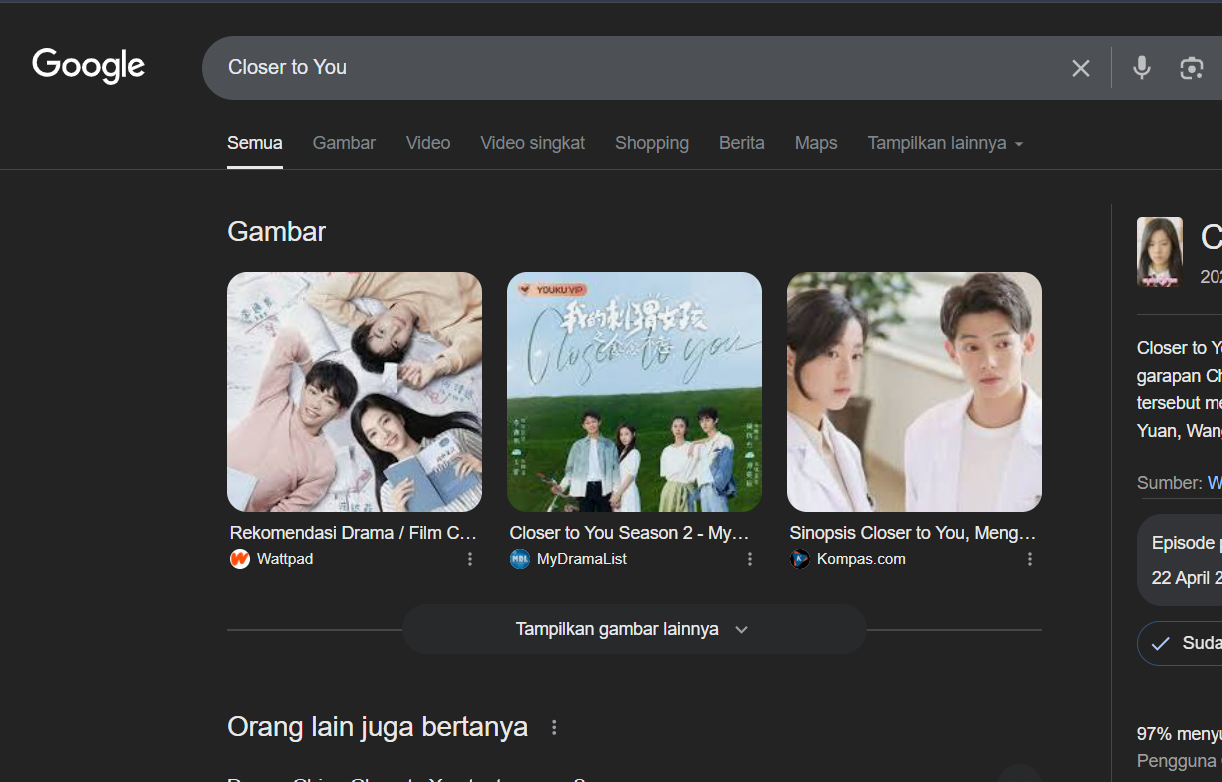 Google
Closer to You
Semua
Gambar
Video
Video singkat
Shopping
Berita
Maps
Tampilkan lainnya
Gambar
YOUKU VIP
我的刺猬女孩
Closer to you
Rekomendasi Drama / Film C...
Wattpad
Closer to You Season 2 - My...
MDL
MyDramaList
Sinopsis Closer to You, Meng...
Kompas.com
Tampilkan gambar lainnya
Orang lain juga bertanya
C
202
Closer to Y
garapan Ch
tersebut me
Yuan, Wang
Sumber: W
Episode p
22 April 2
Suda
97% menyu
Pengguna